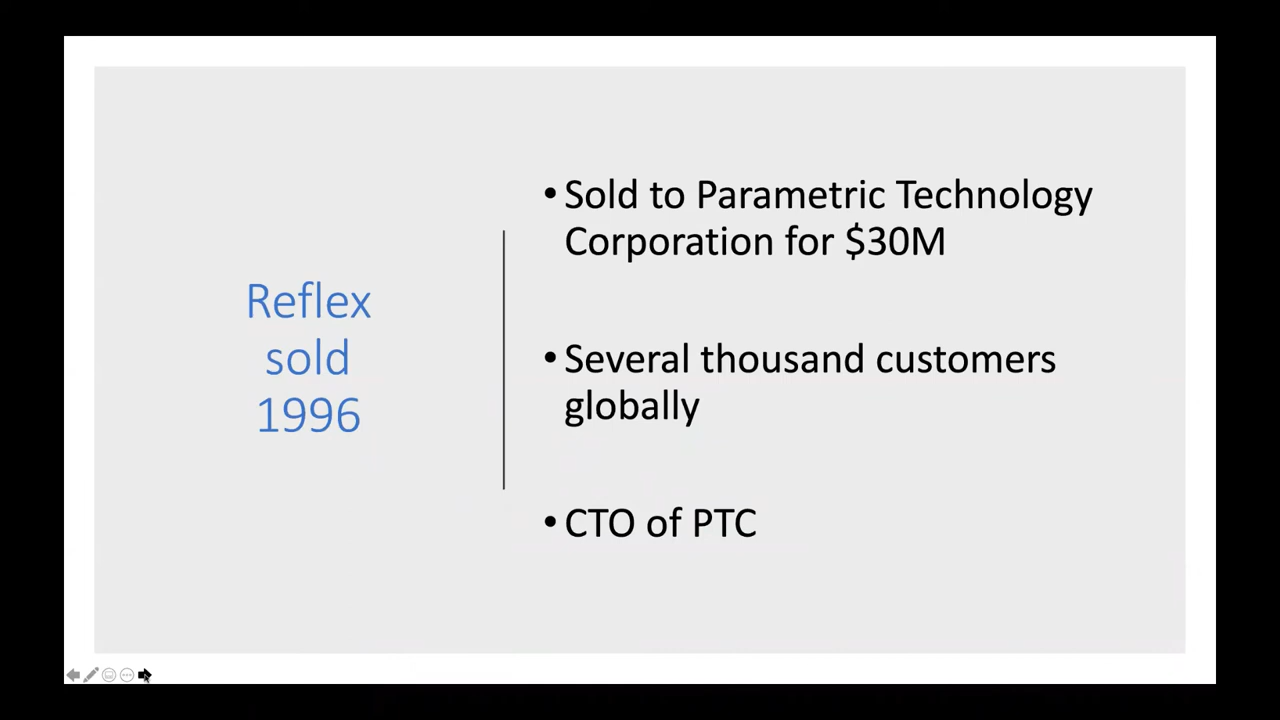 Reflex
sold
1996
• Sold to Parametric Technology
Corporation for $30M
• Several thousand customers
globally
• CTO of PTC